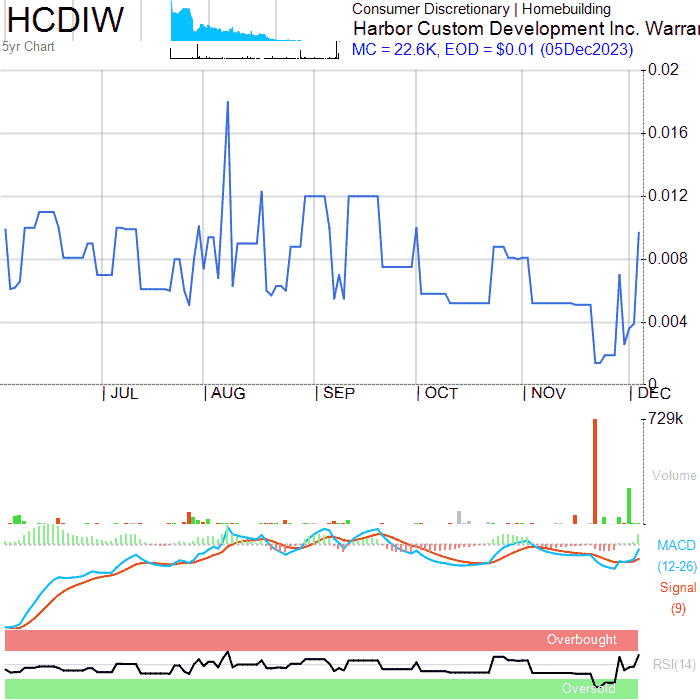 HCDIW
5yr Chart
Consumer Discretionary | Homebuilding
Harbor Custom Development Inc. Warra
MC = 22.6K, EOD = $0.01 (05Dec2023)
0.02
0.016
0.012
0.008
0.004
0
JUL AUG SEP OCT NOV DEC
729k
Volume
MACD
(12-26)
Signal
(9)
Overbought
RSI(14)
Oversold